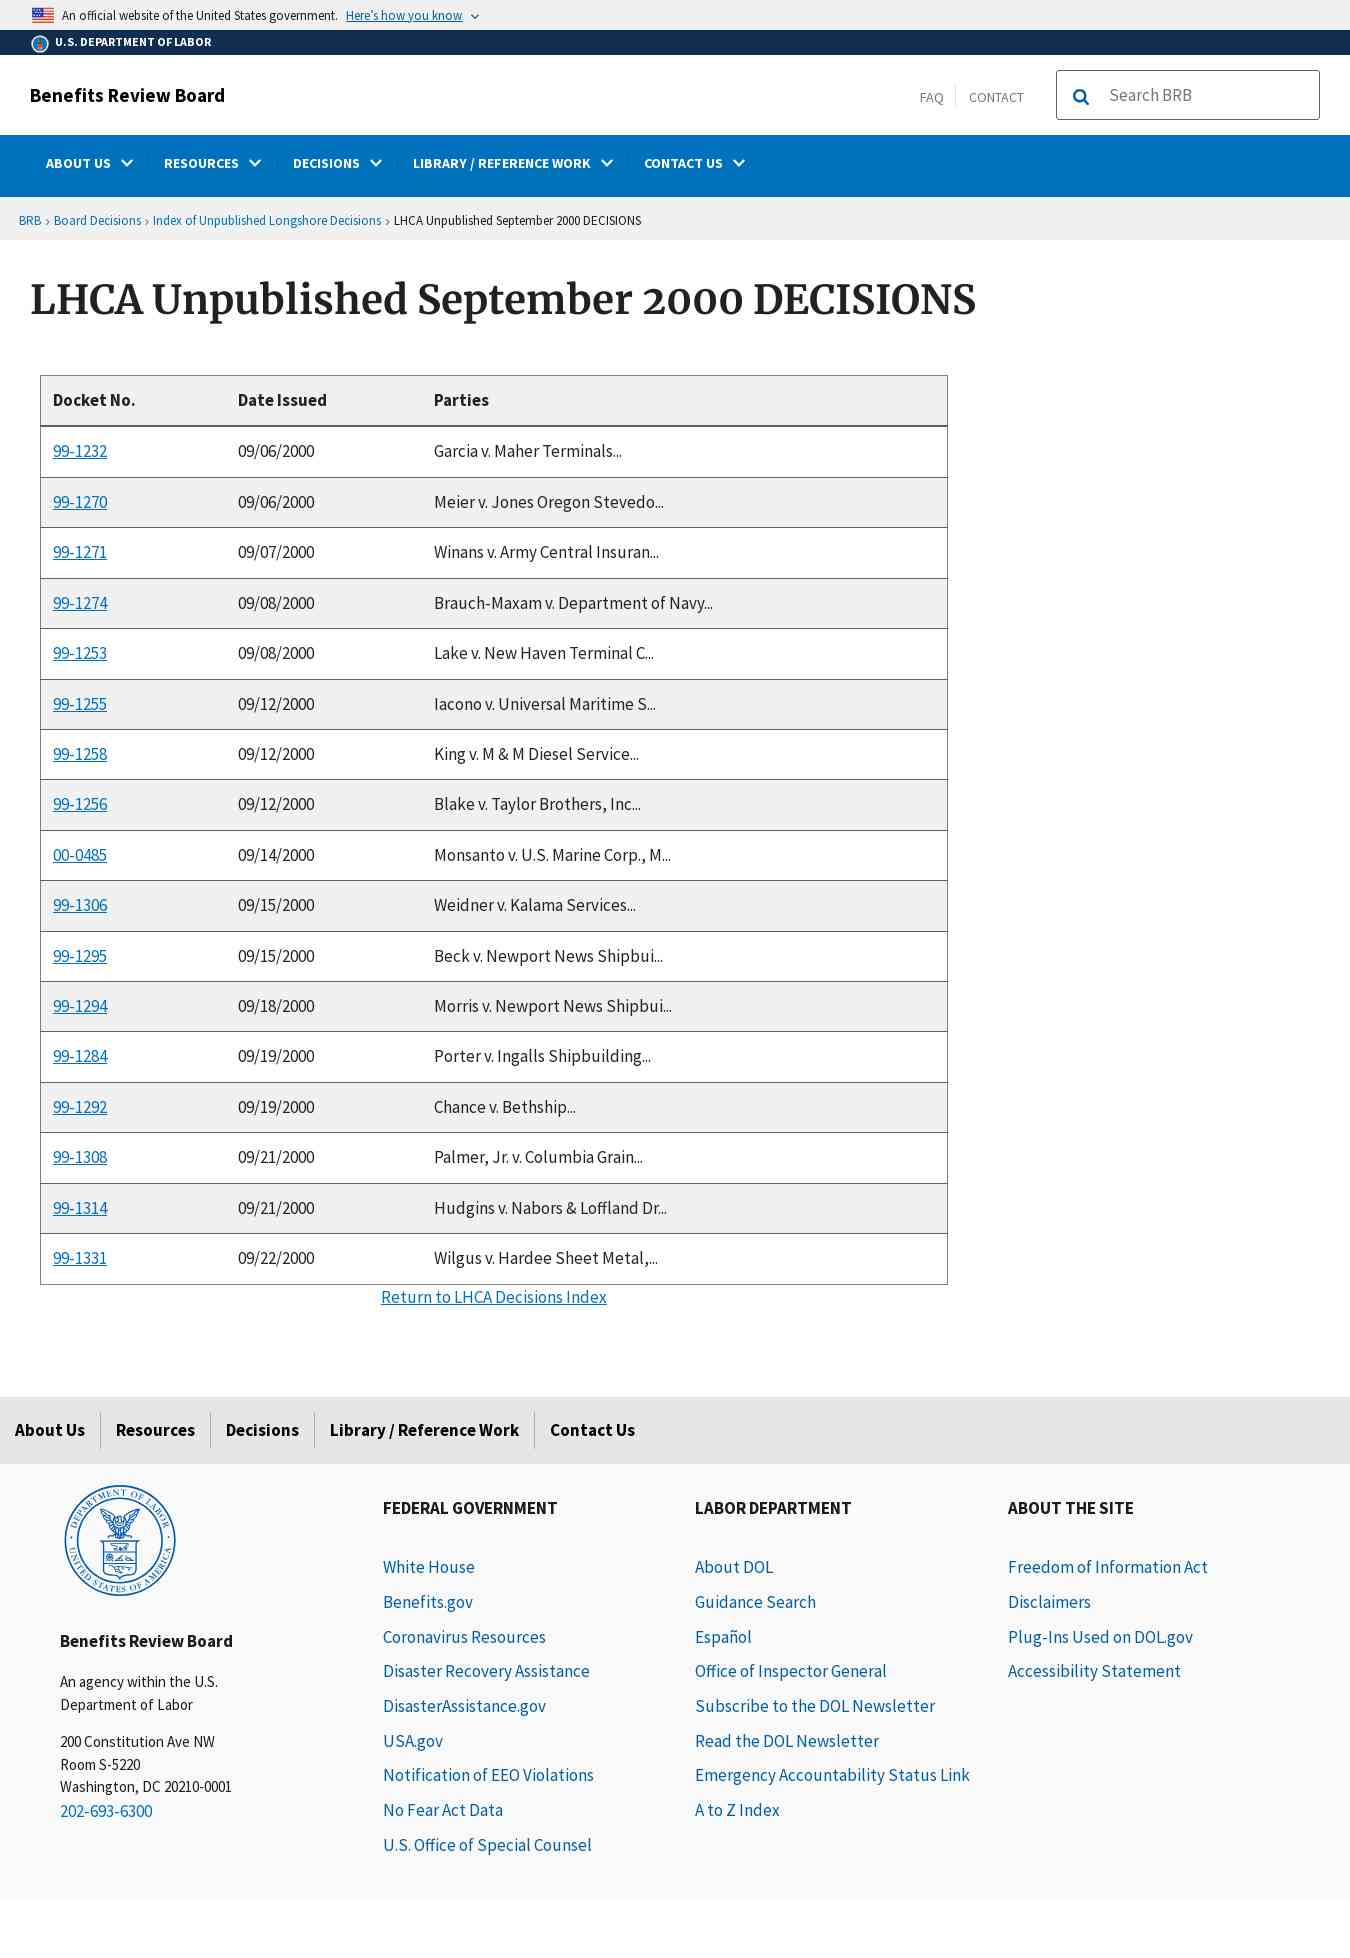 An official website of the United States government. Here's how you know
U.S. DEPARTMENT OF LABOR
Benefits Review Board
FAQ CONTACT Search BRB
ABOUT US RESOURCES DECISIONS LIBRARY / REFERENCE WORK CONTACT US
BRB › Board Decisions › Index of Unpublished Longshore Decisions › LHCA Unpublished September 2000 DECISIONS
LHCA Unpublished September 2000 DECISIONS
Docket No. Date Issued Parties
99-1232 09/06/2000 Garcia v. Maher Terminals...
99-1270 09/06/2000 Meier v. Jones Oregon Stevedo...
99-1271 09/07/2000 Winans v. Army Central Insuran...
99-1274 09/08/2000 Brauch-Maxam v. Department of Navy...
99-1253 09/08/2000 Lake v. New Haven Terminal C...
99-1255 09/12/2000 Iacono v. Universal Maritime S...
99-1258 09/12/2000 King v. M & M Diesel Service...
99-1256 09/12/2000 Blake v. Taylor Brothers, Inc...
00-0485 09/14/2000 Monsanto v. U.S. Marine Corp., M...
99-1306 09/15/2000 Weidner v. Kalama Services...
99-1295 09/15/2000 Beck v. Newport News Shipbui...
99-1294 09/18/2000 Morris v. Newport News Shipbui...
99-1284 09/19/2000 Porter v. Ingalls Shipbuilding...
99-1292 09/19/2000 Chance v. Bethship...
99-1308 09/21/2000 Palmer, Jr. v. Columbia Grain...
99-1314 09/21/2000 Hudgins v. Nabors & Loffland Dr...
99-1331 09/22/2000 Wilgus v. Hardee Sheet Metal,...
Return to LHCA Decisions Index
About Us Resources Decisions Library / Reference Work Contact Us
DEPARTMENT OF LABOR
UNITED STATES OF AMERICA
Benefits Review Board
An agency within the U.S.
Department of Labor
200 Constitution Ave NW
Room S-5220
Washington, DC 20210-0001
202-693-6300
FEDERAL GOVERNMENT
White House
Benefits.gov
Coronavirus Resources
Disaster Recovery Assistance
DisasterAssistance.gov
USA.gov
Notification of EEO Violations
No Fear Act Data
U.S. Office of Special Counsel
LABOR DEPARTMENT
About DOL
Guidance Search
Español
Office of Inspector General
Subscribe to the DOL Newsletter
Read the DOL Newsletter
Emergency Accountability Status Link
A to Z Index
ABOUT THE SITE
Freedom of Information Act
Disclaimers
Plug-Ins Used on DOL.gov
Accessibility Statement